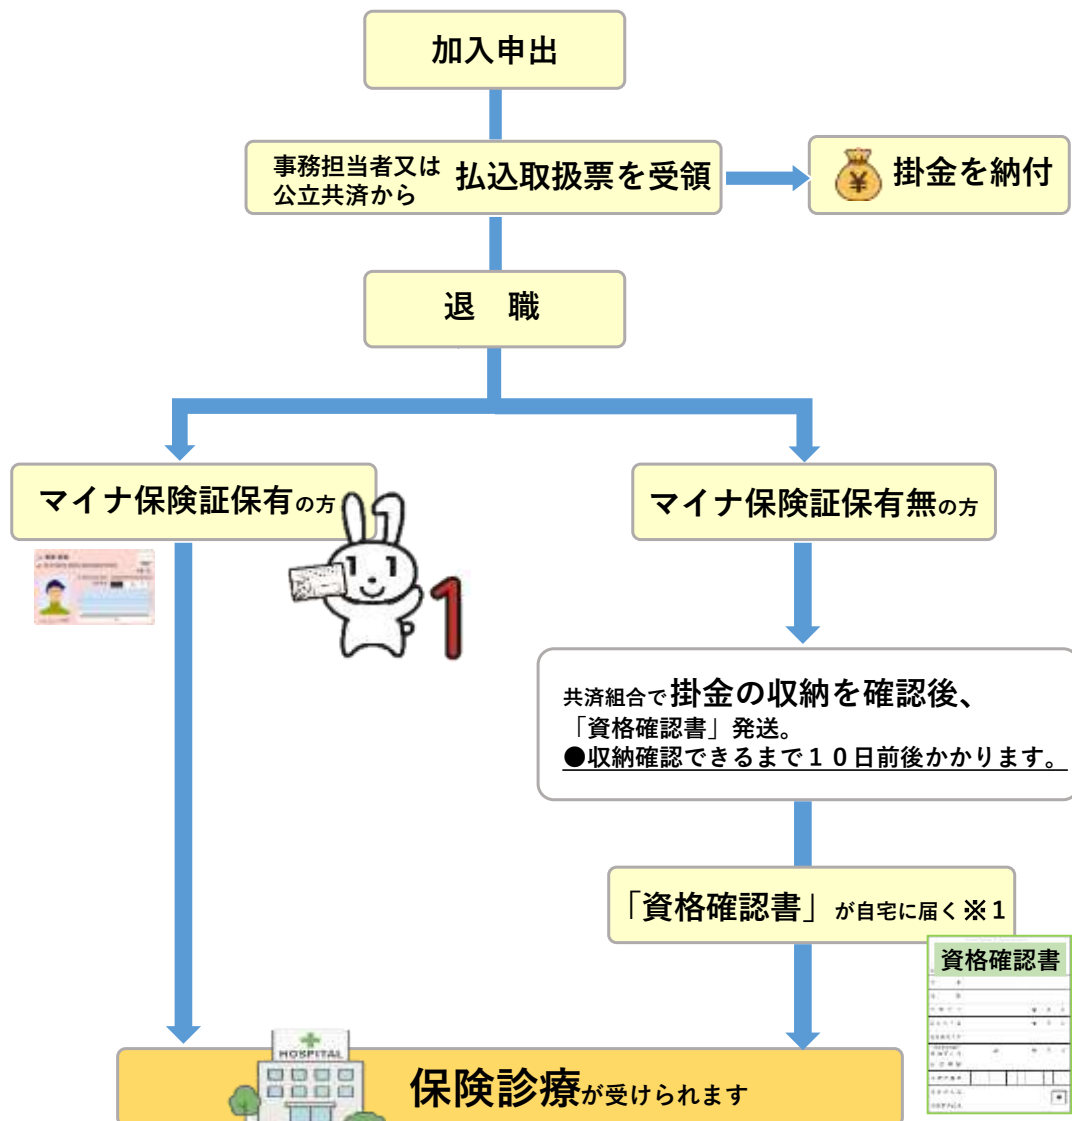 加入申出
事務担当者又は
公立共済から
払込取扱票を受領
掛金を納付
退　職
マイナ保険証保有の方
マイナ保険証保有無の方
共済組合で掛金の収納を確認後、
「資格確認書」発送。
●収納確認できるまで１０日前後かかります。
「資格確認書」が自宅に届く※１
資格確認書
HOSPITAL
保険診療が受けられます